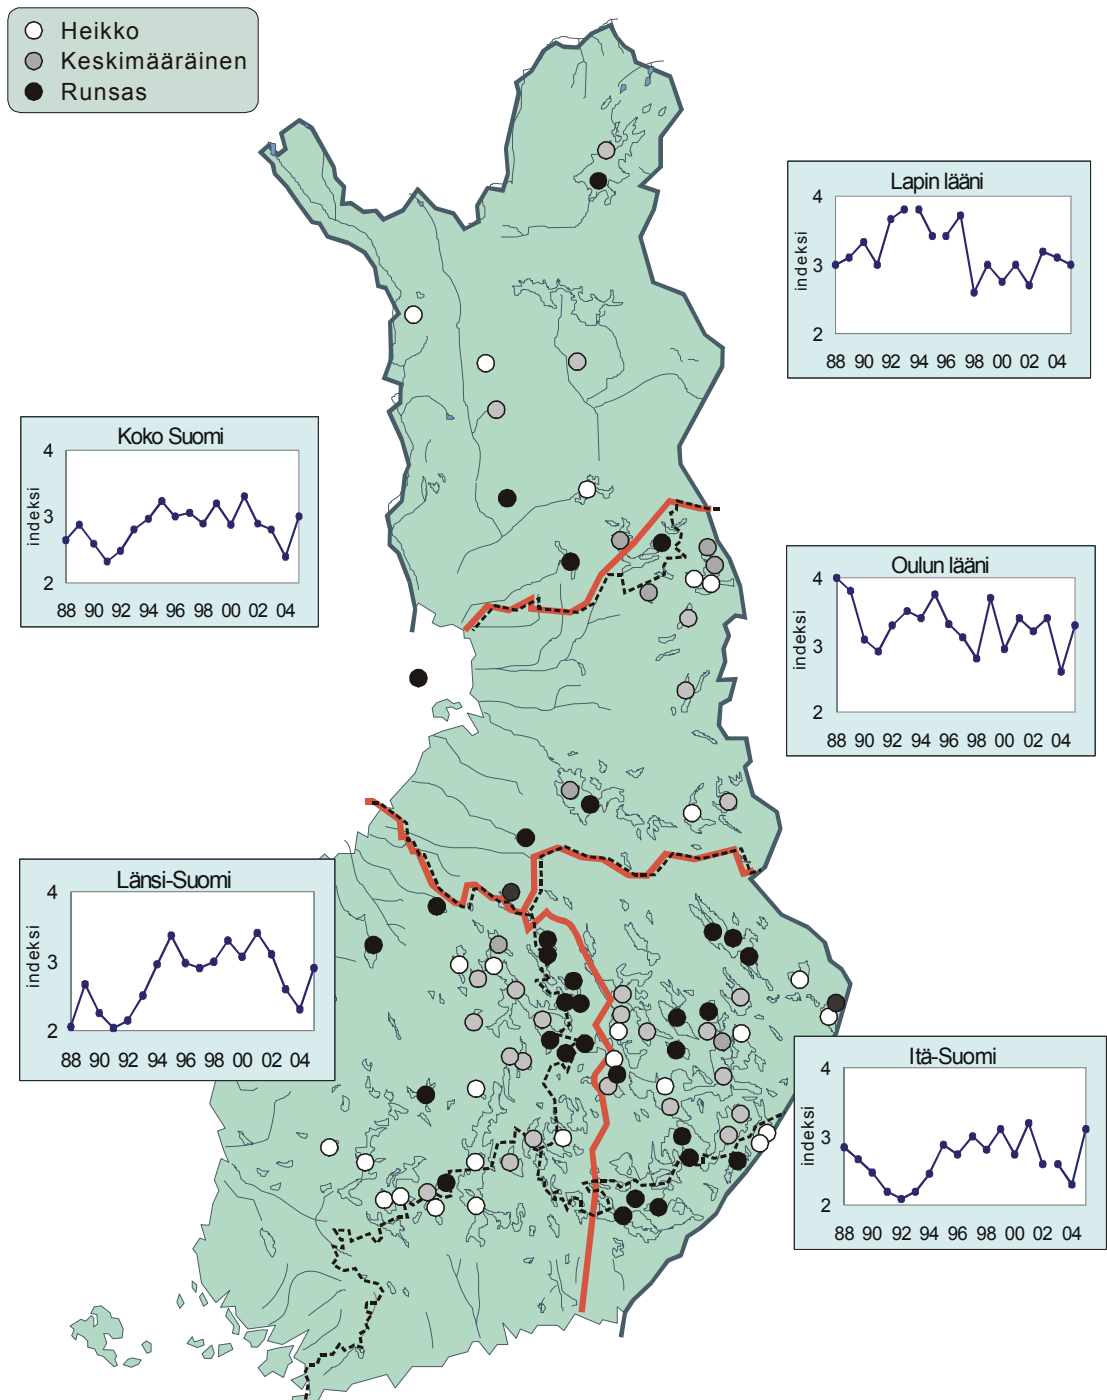 Heikko
Keskimääräinen
Runsas
Lapin lääni
4
3
2
indeksi
88 90 92 94 96 98 00 02 04
Koko Suomi
4
3
2
indeksi
88 90 92 94 96 98 00 02 04
Oulun lääni
4
3
2
indeksi
88 90 92 94 96 98 00 02 04
Länsi-Suomi
4
3
2
indeksi
88 90 92 94 96 98 00 02 04
Itä-Suomi
4
3
2
indeksi
88 90 92 94 96 98 00 02 04